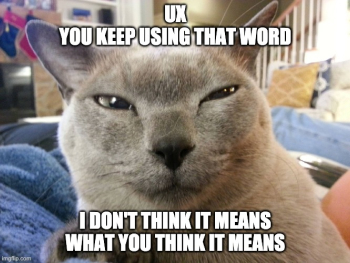 UX
YOU KEEP USING THAT WORD
I DON'T THINK IT MEANS
WHAT YOU THINK IT MEANS
imgflip.com